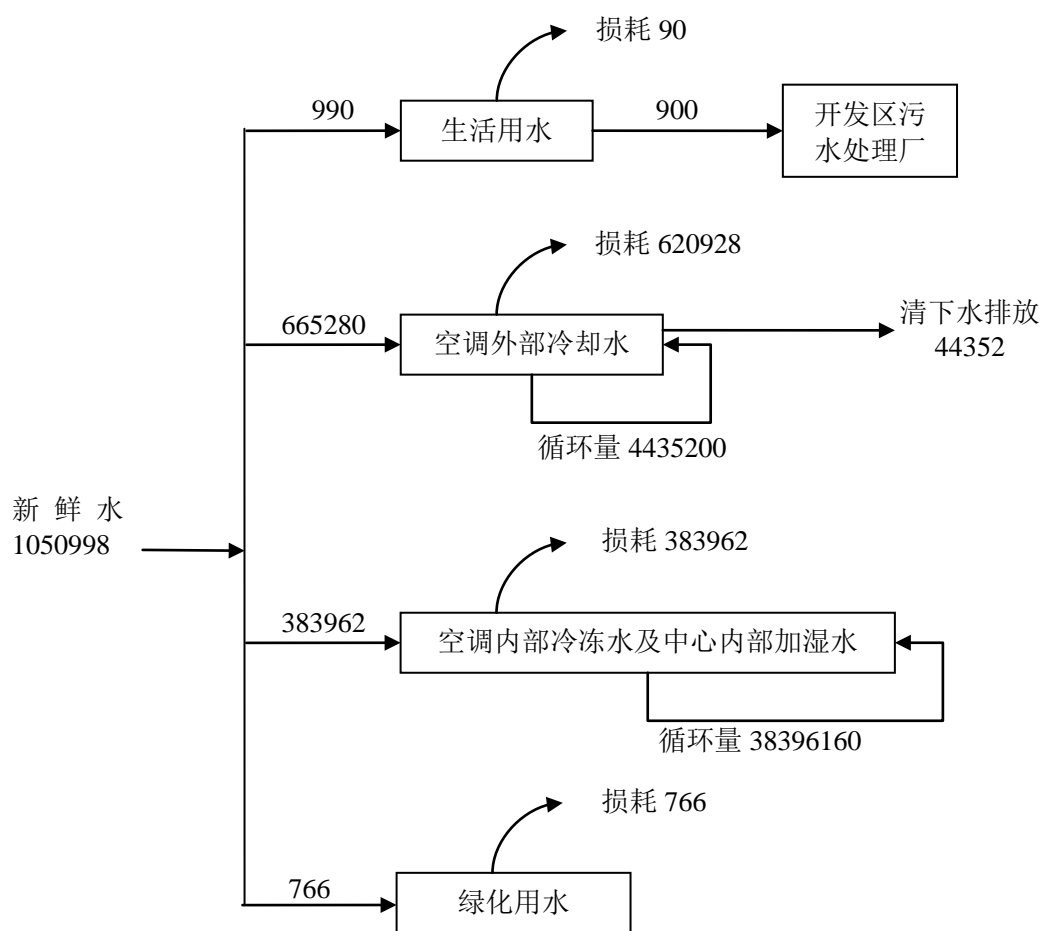 损耗 90
990
生活用水
900
开发区污
水处理厂
损耗 620928
665280
空调外部冷却水
清下水排放
44352
循环量 4435200
新 鲜 水
1050998
损耗 383962
383962
空调内部冷冻水及中心内部加湿水
循环量 38396160
损耗 766
766
绿化用水